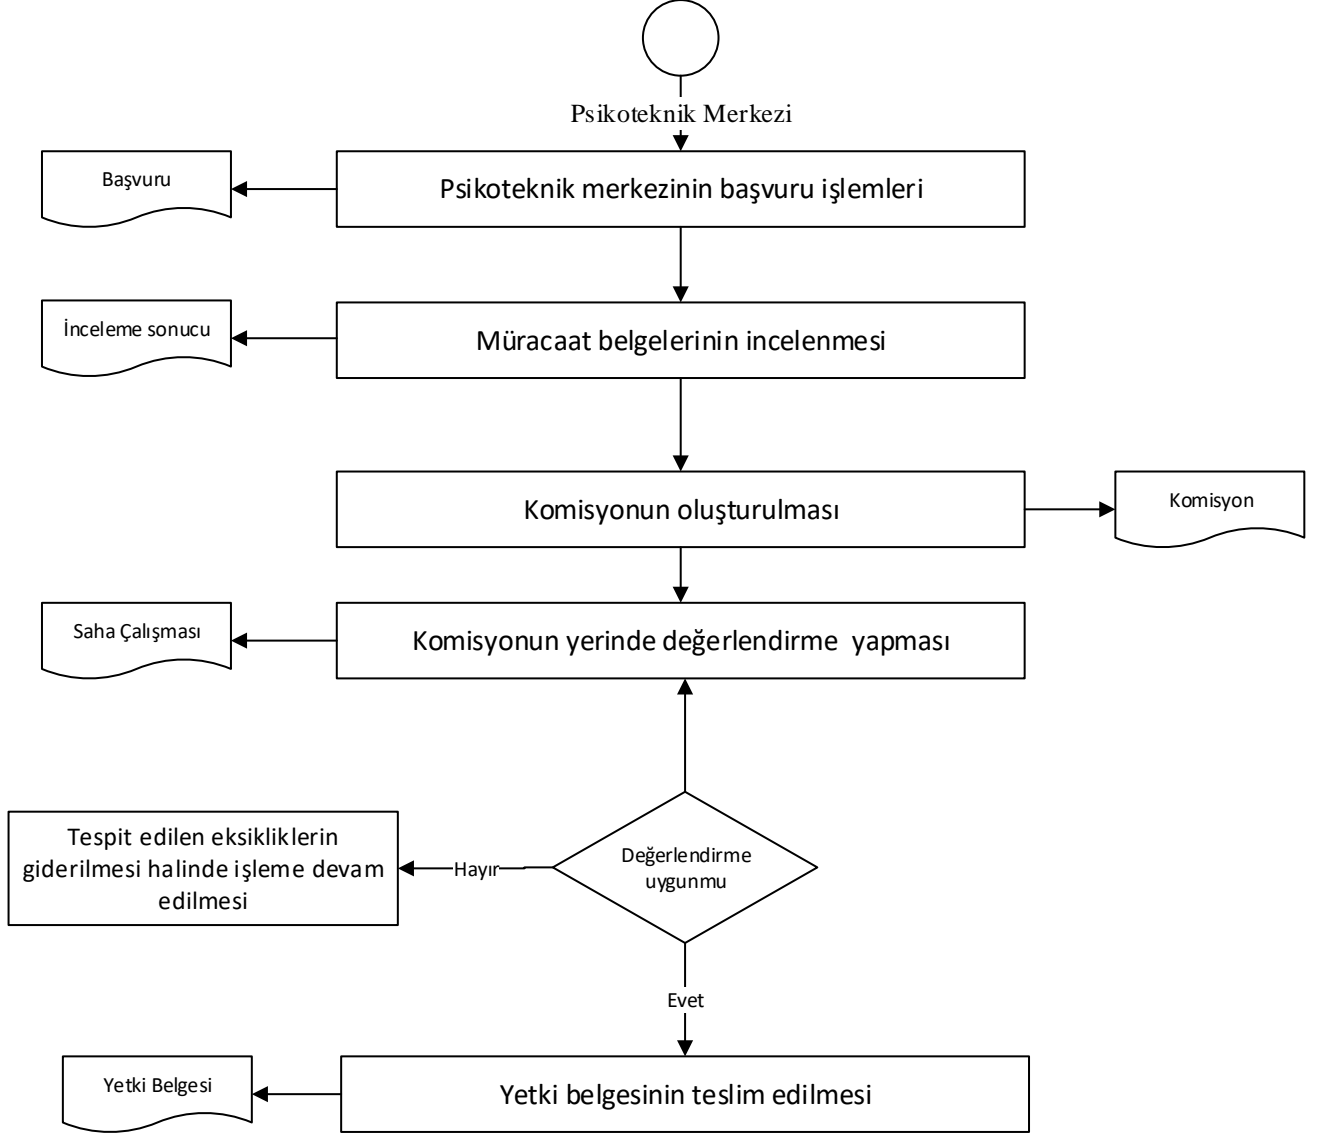 Psikoteknik Merkezi
Başvuru
Psikoteknik merkezinin başvuru işlemleri
İnceleme sonucu
Müracaat belgelerinin incelenmesi
Komisyonun oluşturulması
Komisyon
Saha Çalışması
Komisyonun yerinde değerlendirme  yapması
Tespit edilen eksikliklerin
giderilmesi halinde işleme devam
edilmesi
Hayır
Değerlendirme
uygunmu
Evet
Yetki Belgesi
Yetki belgesinin teslim edilmesi